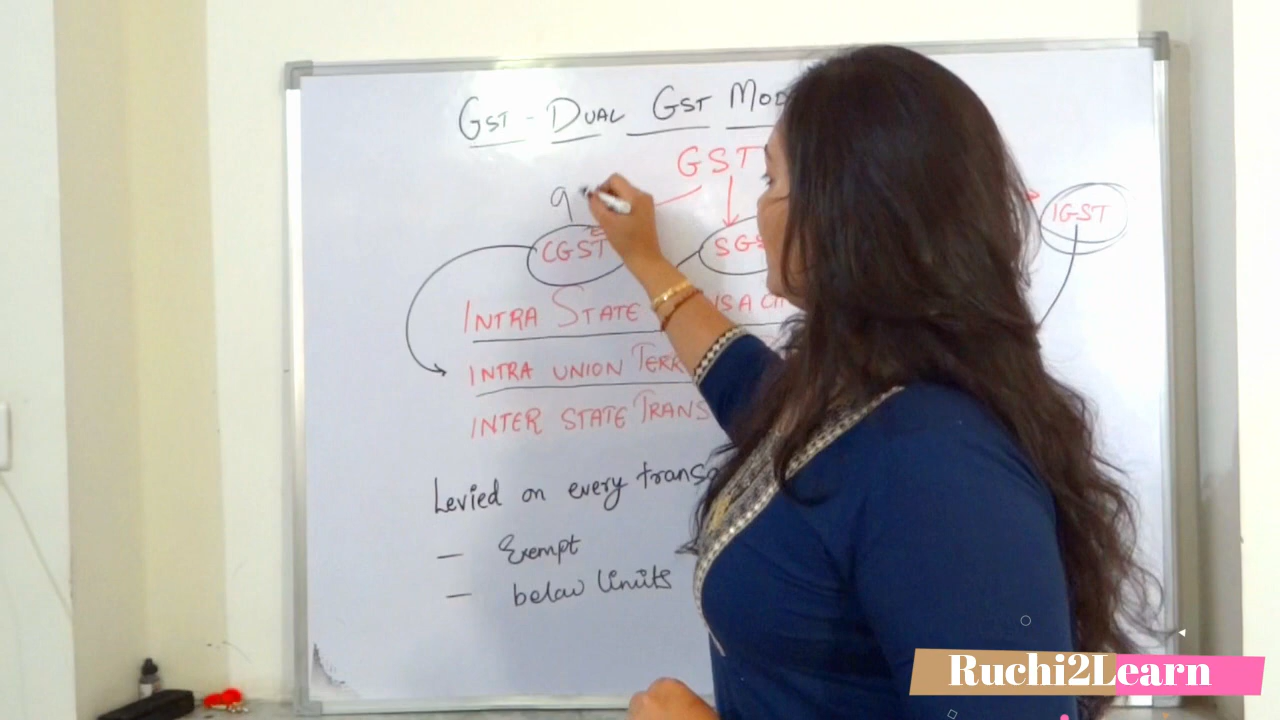 GST - DUAL GST MOD
GST
9
CGST SGS IGST
INTRA STATE
INTRA UNION TERR
INTER STATE TRANS
Levied on every transa
— Exempt
— below limits
Ruchi2Learn